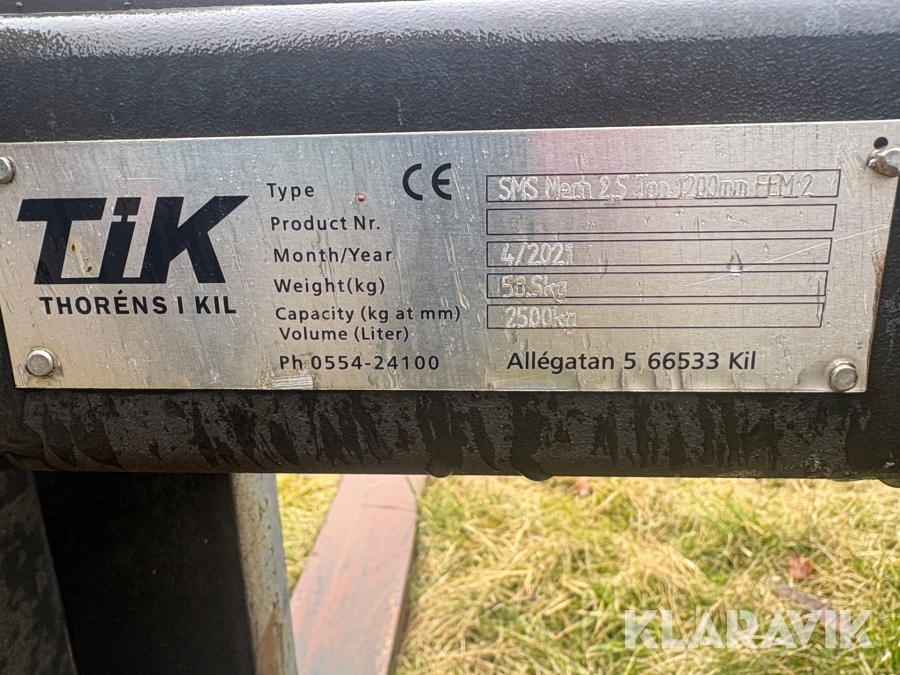 TiK
THORÉNS I KIL
CE
Type SMS Mech 2,5 Ton 1200mm FEM 2
Product Nr.
Month/Year 4/2021
Weight(kg) 58.5kg
Capacity (kg at mm) 2500kg
Volume (Liter)
Ph 0554-24100 Allégatan 5 66533 Kil
KLARAVIK